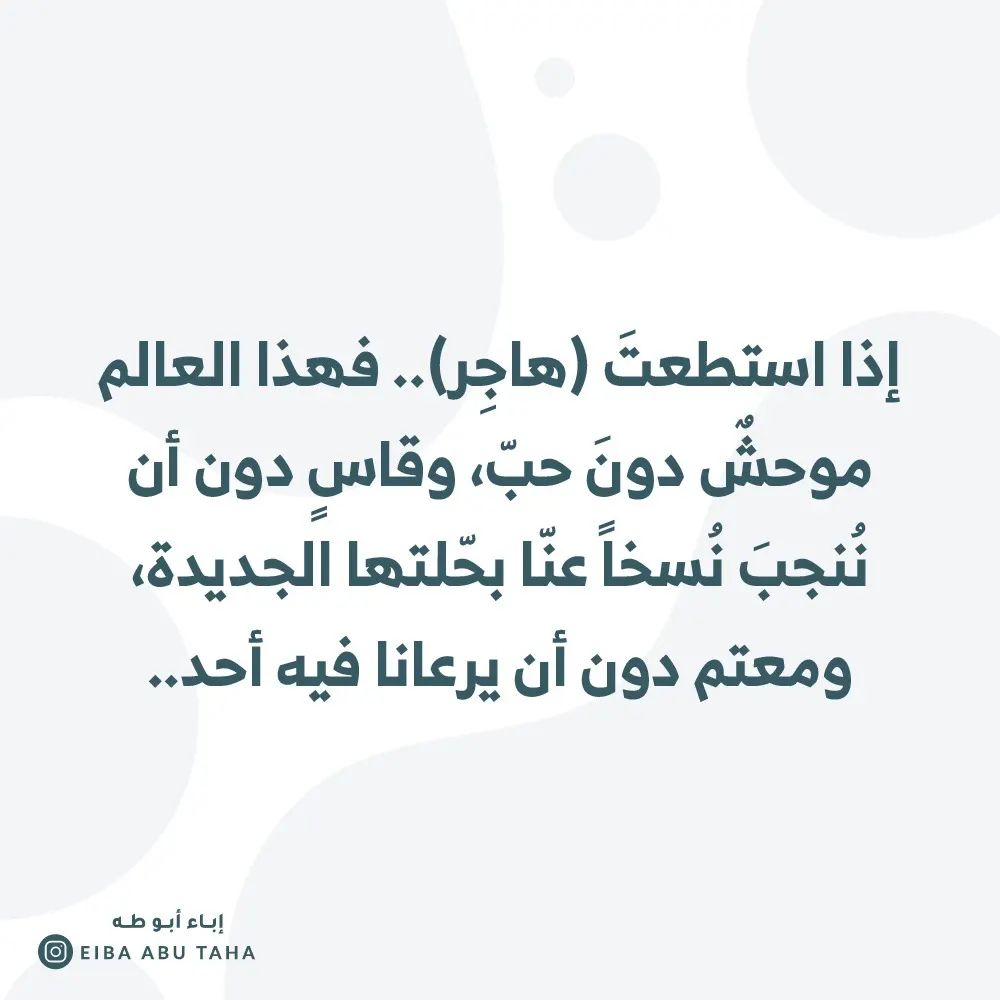 إذا استطعتَ (هاجِر).. فهذا العالم
موحشٌ دونَ حبّ، وقاسٍ دون أن
نُنجبَ نُسخاً عنّا بحّلتها الجديدة،
ومعتم دون أن يرعانا فيه أحد..
إباء أبو طه
EIBA ABU TAHA